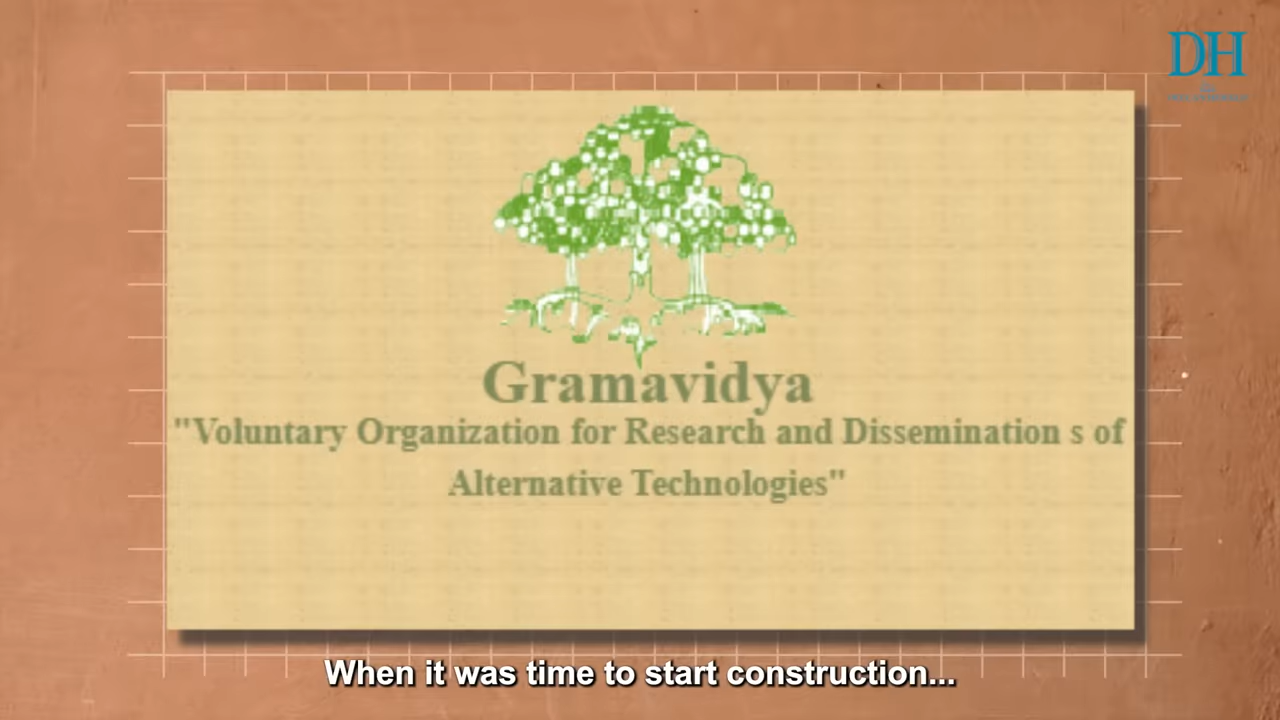 DH
Gramavidya
"Voluntary Organization for Research and Dissemination s of
Alternative Technologies"
When it was time to start construction...